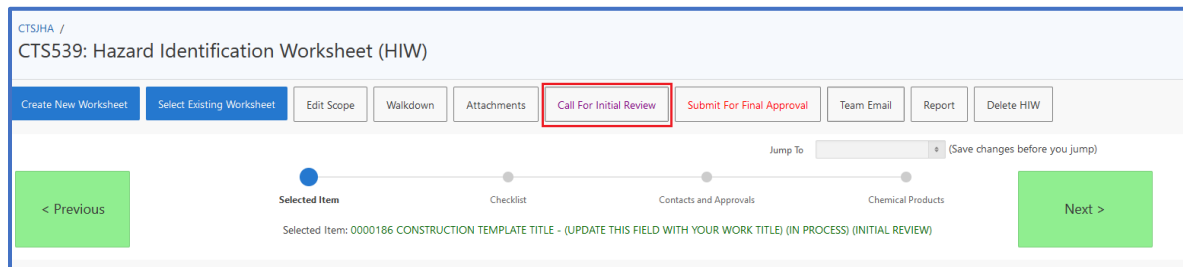 CTSJHA /
CTS539: Hazard Identification Worksheet (HIW)
Create New Worksheet Select Existing Worksheet Edit Scope Walkdown Attachments Call For Initial Review Submit For Final Approval Team Email Report Delete HIW
Jump To (Save changes before you jump)
< Previous
Selected Item Checklist Contacts and Approvals Chemical Products
Next >
Selected Item: 0000186 CONSTRUCTION TEMPLATE TITLE - (UPDATE THIS FIELD WITH YOUR WORK TITLE) (IN PROCESS) (INITIAL REVIEW)